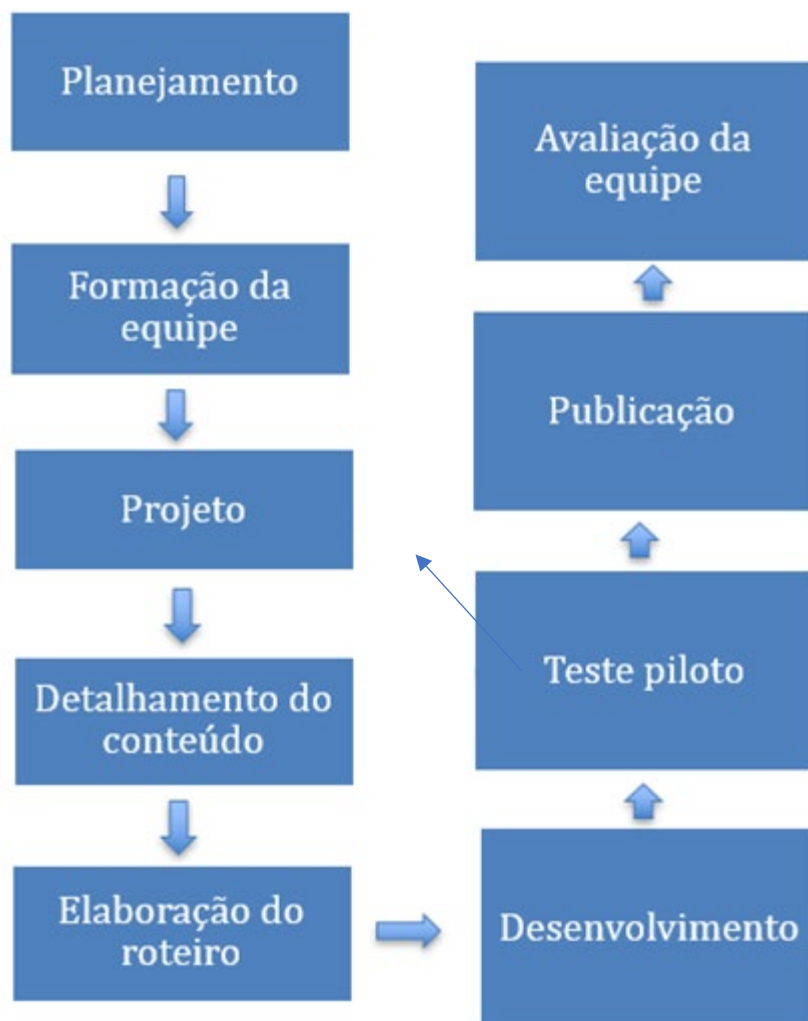 Planejamento
Formação da
equipe
Projeto
Detalhamento do
conteúdo
Elaboração do
roteiro
Desenvolvimento
Teste piloto
Publicação
Avaliação da
equipe